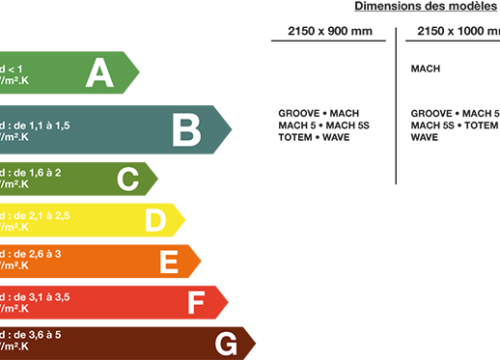 Dimensions des modèles
2150 x 900 mm
2150 x 1000 mm
d < 1
/m².K
A
MACH
d : de 1,1 à 1,5
/m².K
B
GROOVE • MACH
MACH 5 • MACH 5S
TOTEM • WAVE
GROOVE • MACH 5
MACH 5S • TOTEM
WAVE
d : de 1,6 à 2
/m².K
C
d : de 2,1 à 2,5
/m².K
D
d : de 2,6 à 3
/m².K
E
d : de 3,1 à 3,5
/m².K
F
d : de 3,6 à 5
/m².K
G